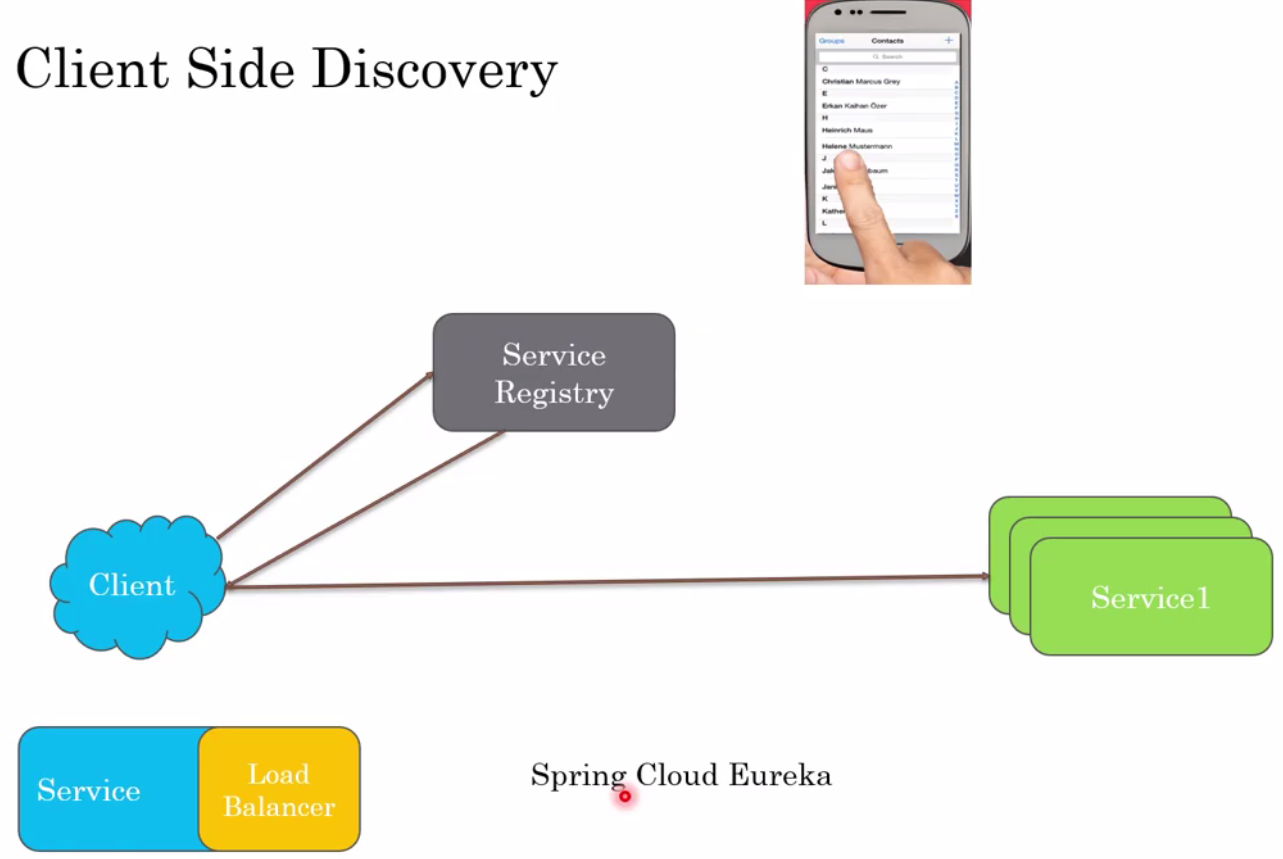 Client Side Discovery
Groups Contacts +
Search
C
Christian Marcus Grey
E
Erkan Kaihan Özer
H
Heinrich Maus
Helene Mustermann
J
K
L
Service
Registry
Client
Service1
Service
Load
Balancer
Spring Cloud Eureka